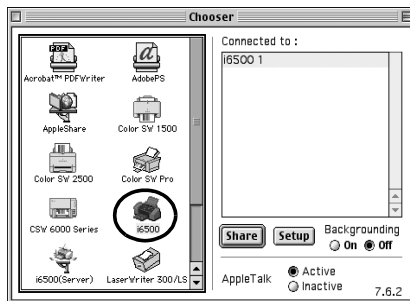 Chooser
Acrobat™ PDFWriter
AdobePS
AppleShare
Color SW 1500
Color SW 2500
Color SW Pro
CSW 6000 Series
i6500
i6500(Server)
LaserWriter 300/LS
Connected to :
i6500 1
Share
Setup
Backgrounding
On
Off
AppleTalk
Active
Inactive
7.6.2